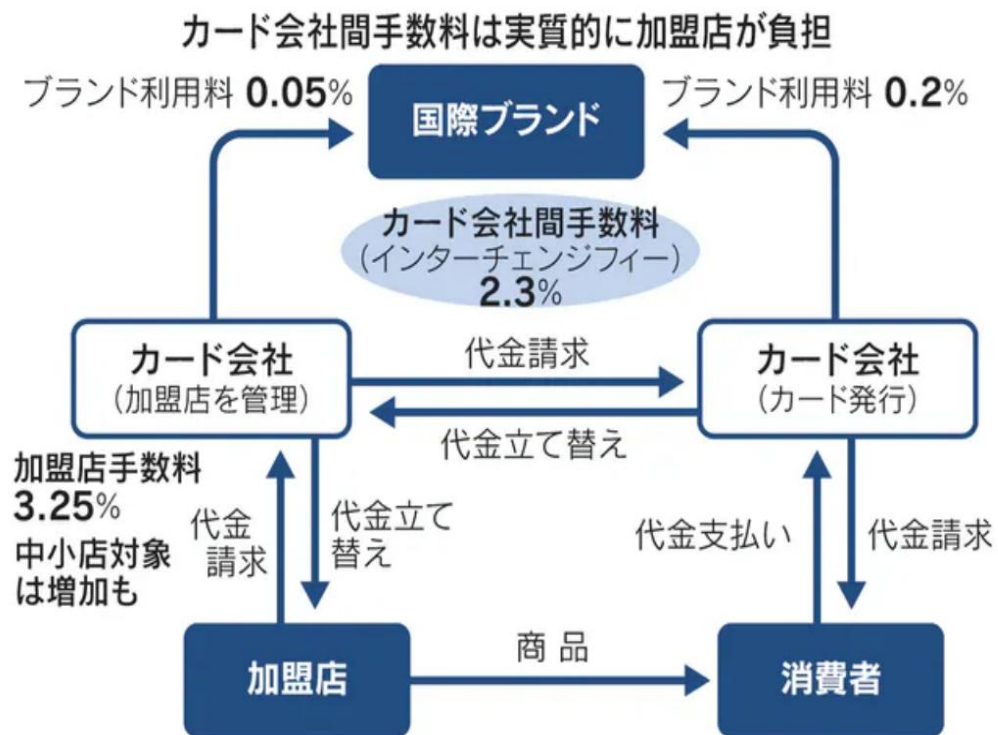 カード会社間手数料は実質的に加盟店が負担
ブランド利用料 0.05%
国際ブランド
ブランド利用料 0.2%
カード会社間手数料
(インターチェンジフィー)
2.3%
カード会社
(加盟店を管理)
代金請求
代金立て替え
カード会社
(カード発行)
加盟店手数料
3.25%
中小店対象
は増加も
代金
請求
代金立て
替え
代金支払い
代金請求
加盟店
商品
消費者